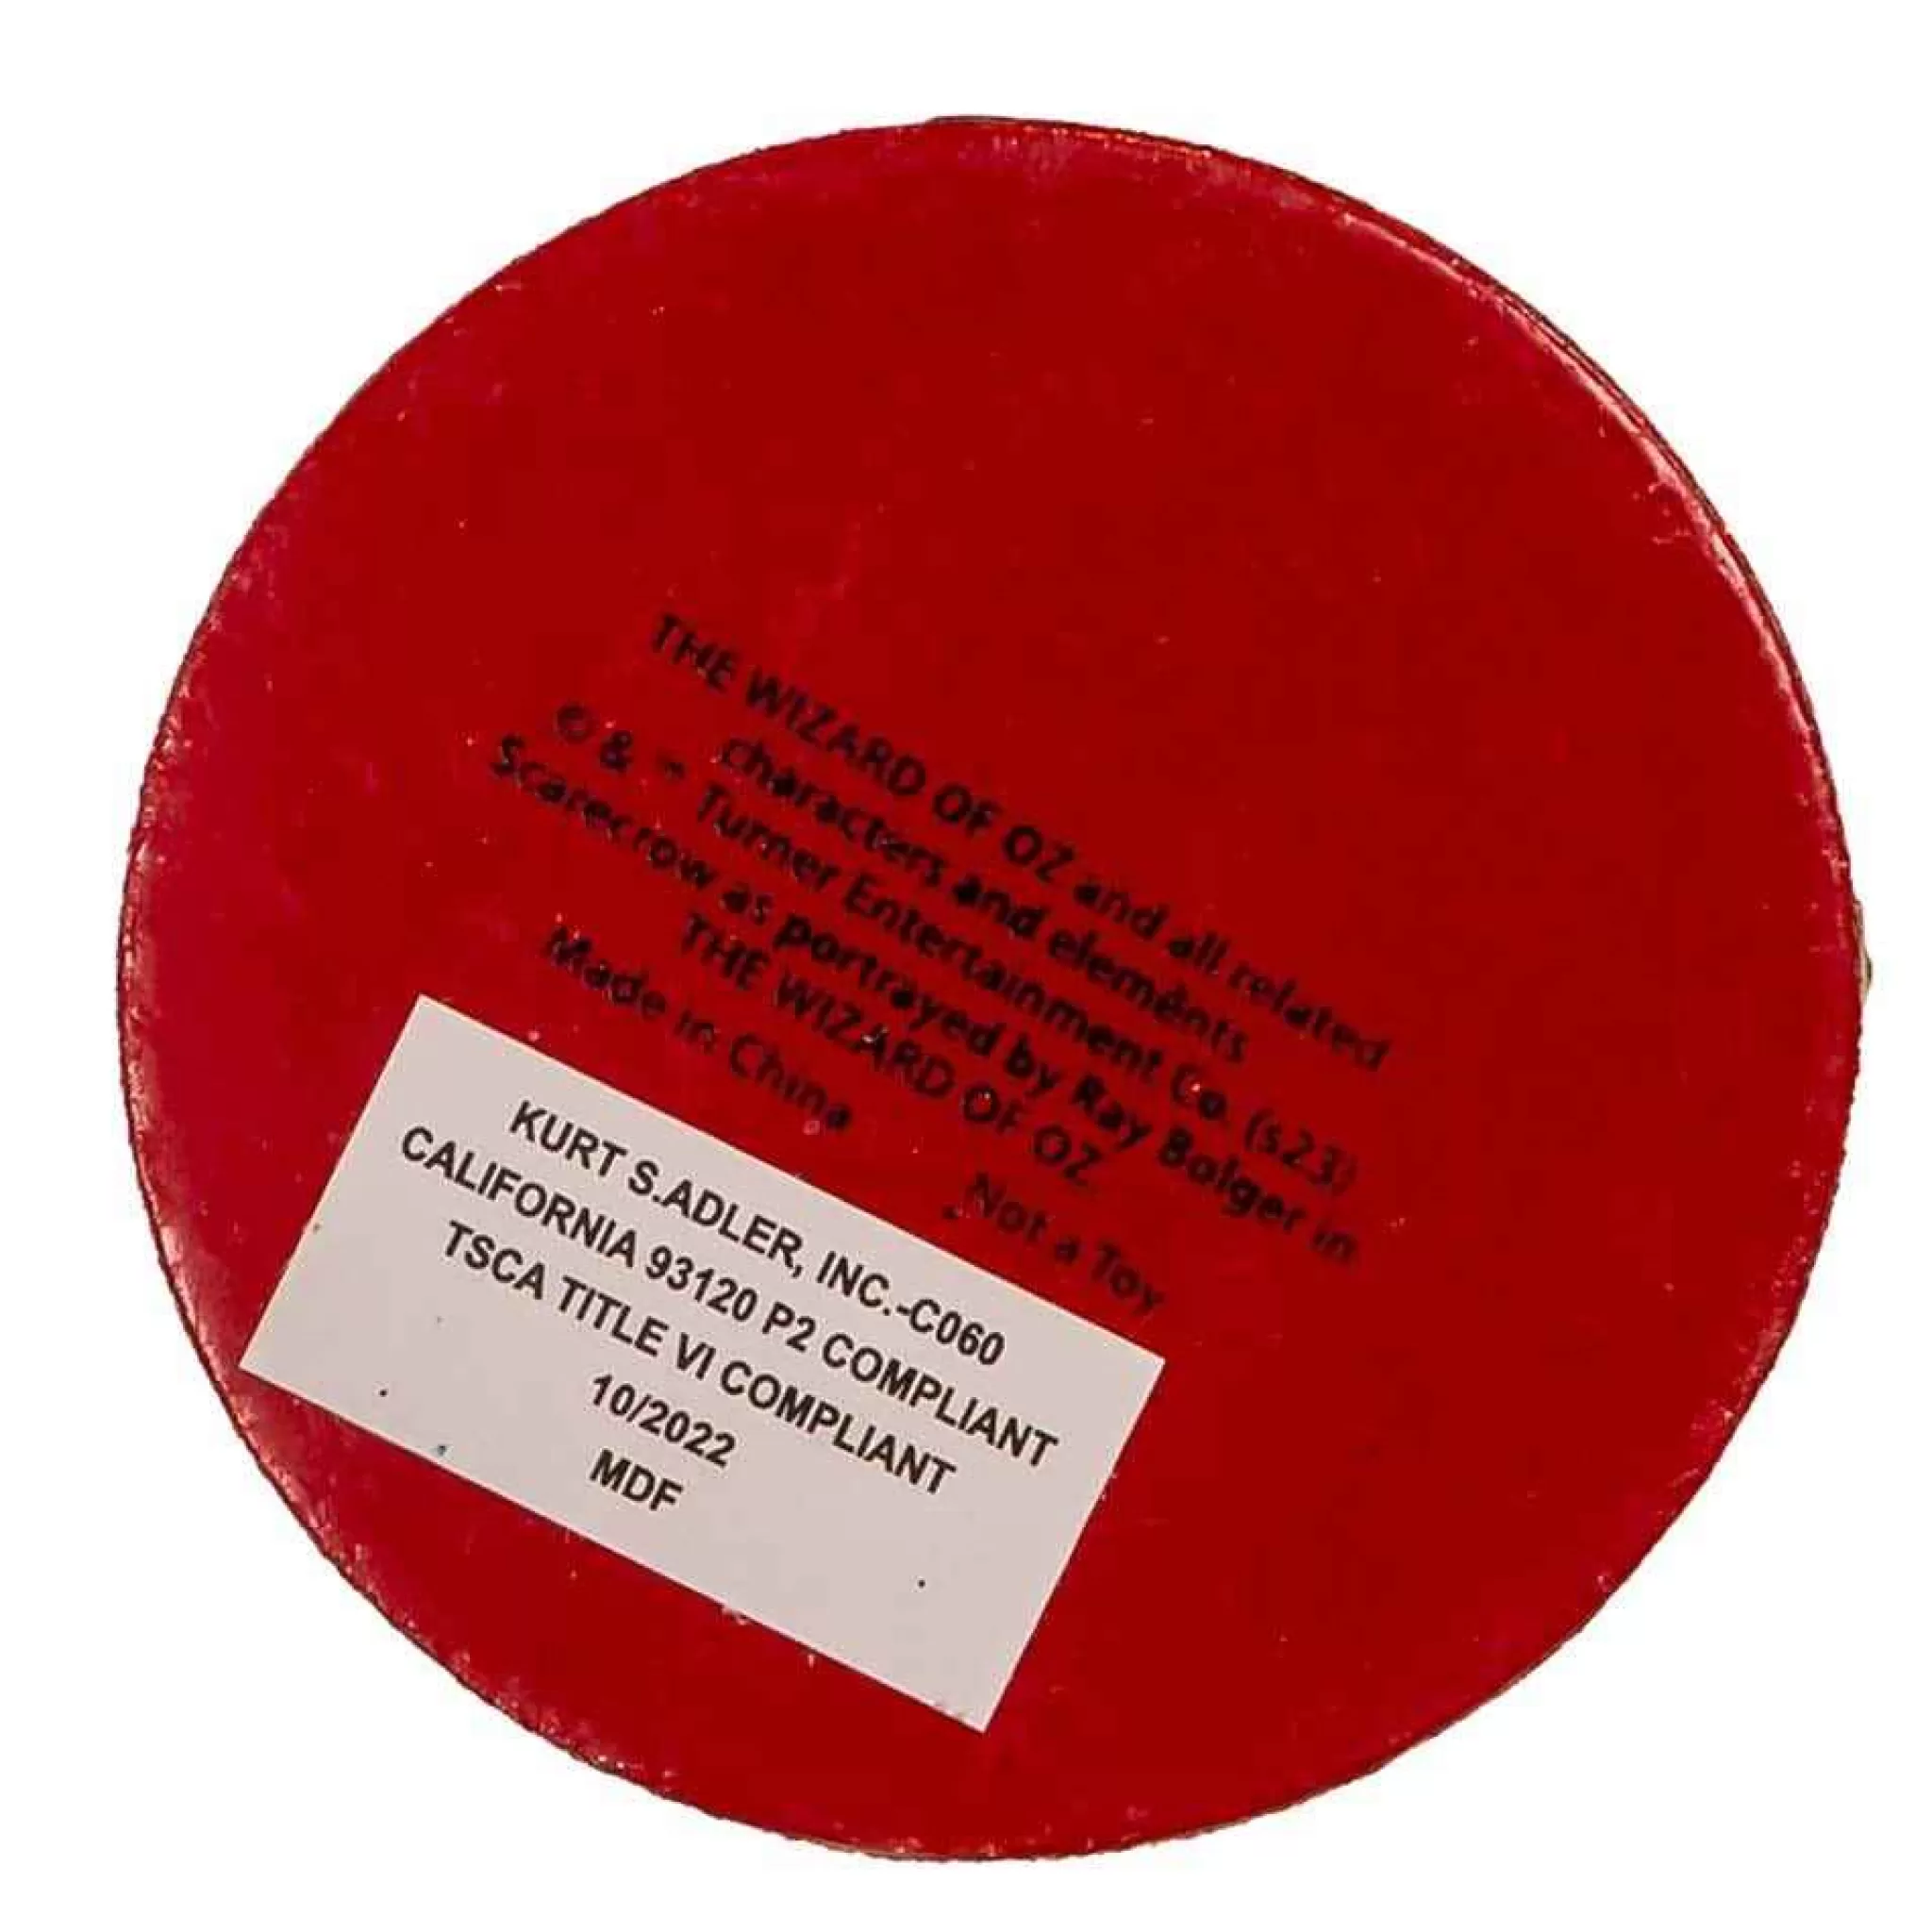 THE WIZARD OF OZ and all related
characters and elements
© & ™ Turner Entertainment Co. (s23)
Scarecrow as portrayed by Ray Bolger in
THE WIZARD OF OZ.
Made in China Not a Toy
KURT S.ADLER, INC.-C060
CALIFORNIA 93120 P2 COMPLIANT
TSCA TITLE VI COMPLIANT
10/2022
MDF